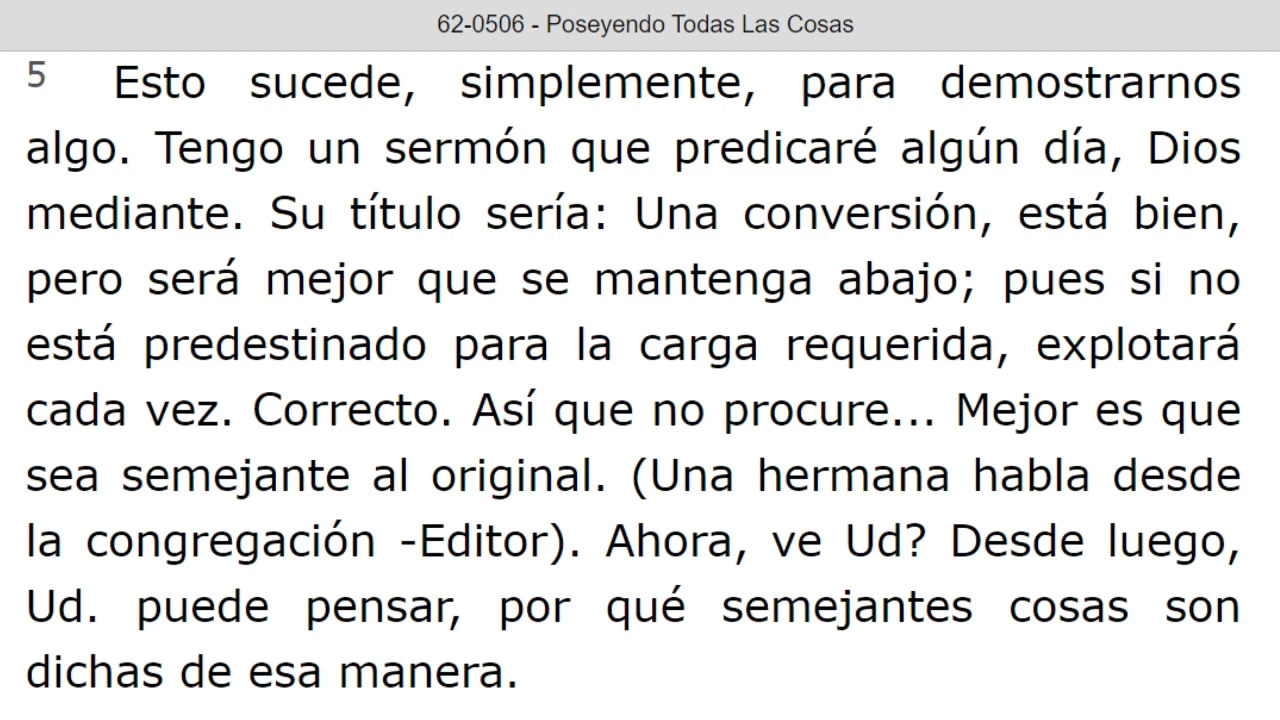 62-0506 - Poseyendo Todas Las Cosas
5 Esto sucede, simplemente, para demostrarnos
algo. Tengo un sermón que predicaré algún día, Dios
mediante. Su título sería: Una conversión, está bien,
pero será mejor que se mantenga abajo; pues si no
está predestinado para la carga requerida, explotará
cada vez. Correcto. Así que no procure... Mejor es que
sea semejante al original. (Una hermana habla desde
la congregación -Editor). Ahora, ve Ud? Desde luego,
Ud. puede pensar, por qué semejantes cosas son
dichas de esa manera.